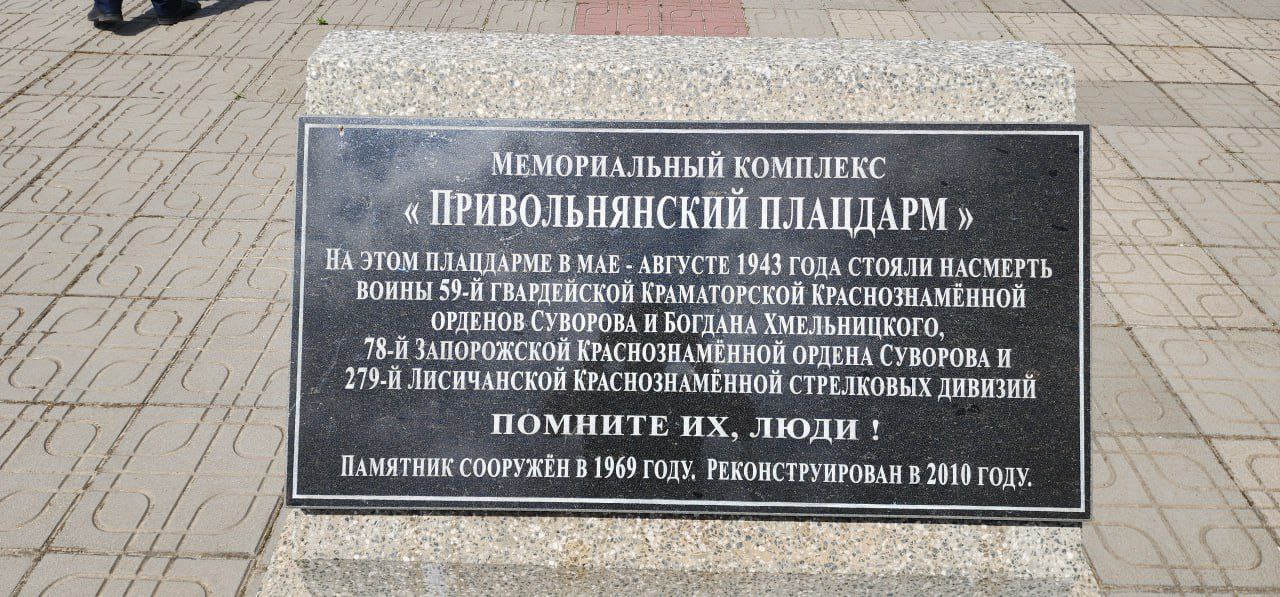 МЕМОРИАЛЬНЫЙ КОМПЛЕКС
« ПРИВОЛЬНЯНСКИЙ ПЛАЦДАРМ »
НА ЭТОМ ПЛАЦДАРМЕ В МАЕ - АВГУСТЕ 1943 ГОДА СТОЯЛИ НАСМЕРТЬ
ВОИНЫ 59-Й ГВАРДЕЙСКОЙ КРАМАТОРСКОЙ КРАСНОЗНАМЁННОЙ
ОРДЕНОВ СУВОРОВА И БОГДАНА ХМЕЛЬНИЦКОГО,
78-Й ЗАПОРОЖСКОЙ КРАСНОЗНАМЁННОЙ ОРДЕНА СУВОРОВА И
279-Й ЛИСИЧАНСКОЙ КРАСНОЗНАМЁННОЙ СТРЕЛКОВЫХ ДИВИЗИЙ
ПОМНИТЕ ИХ, ЛЮДИ !
ПАМЯТНИК СООРУЖЁН В 1969 ГОДУ. РЕКОНСТРУИРОВАН В 2010 ГОДУ.